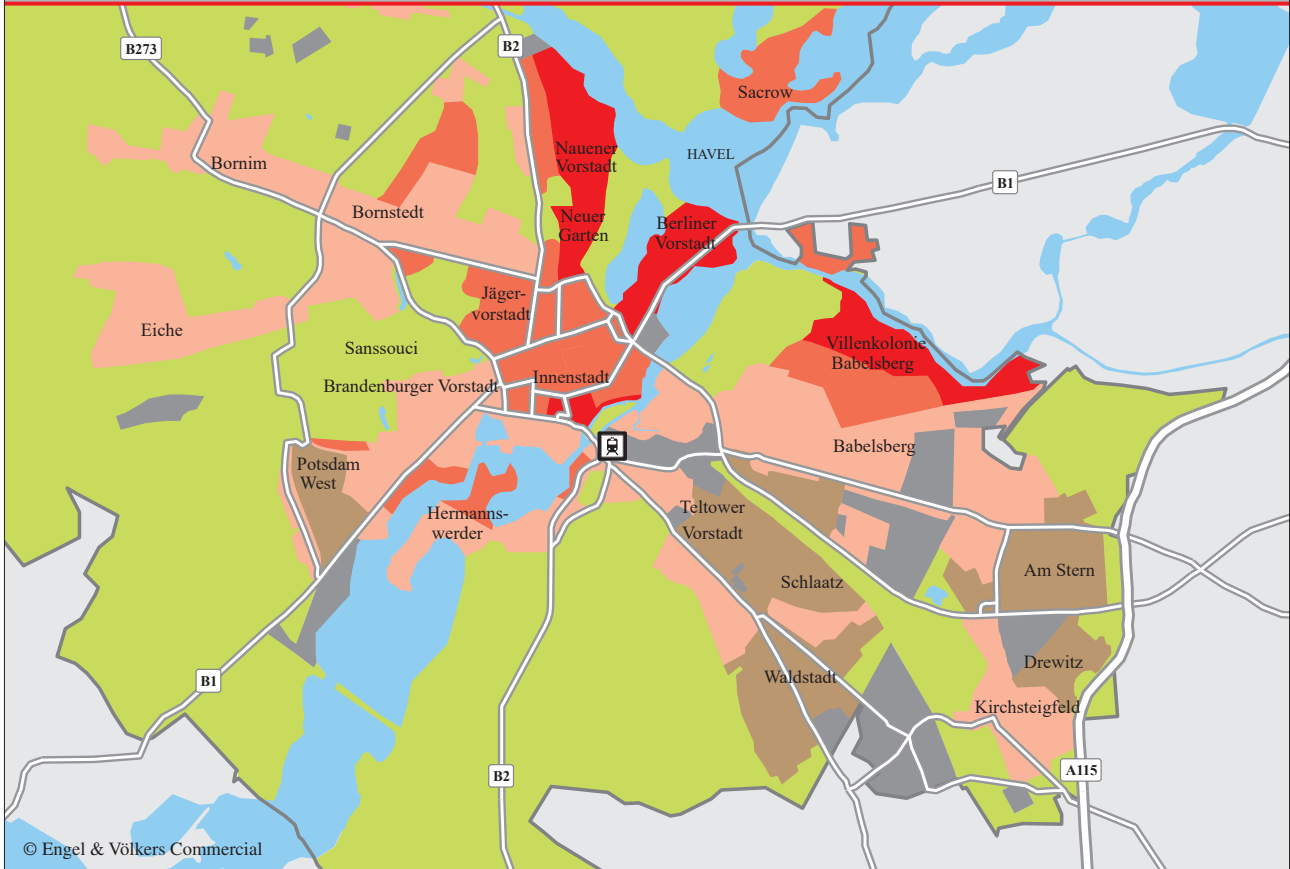 B273
B2
Sacrow
Nauener
Vorstadt
HAVEL
Bornim
B1
Bornstedt
Neuer
Garten
Berliner
Vorstadt
Jäger-
vorstadt
Eiche
Sanssouci
Villenkolonie
Babelsberg
Brandenburger Vorstadt
Innenstadt
Babelsberg
Potsdam
West
Hermanns-
werder
Teltower
Vorstadt
Schlaatz
Am Stern
Drewitz
Waldstadt
B1
Kirchsteigfeld
B2
A115
© Engel & Völkers Commercial